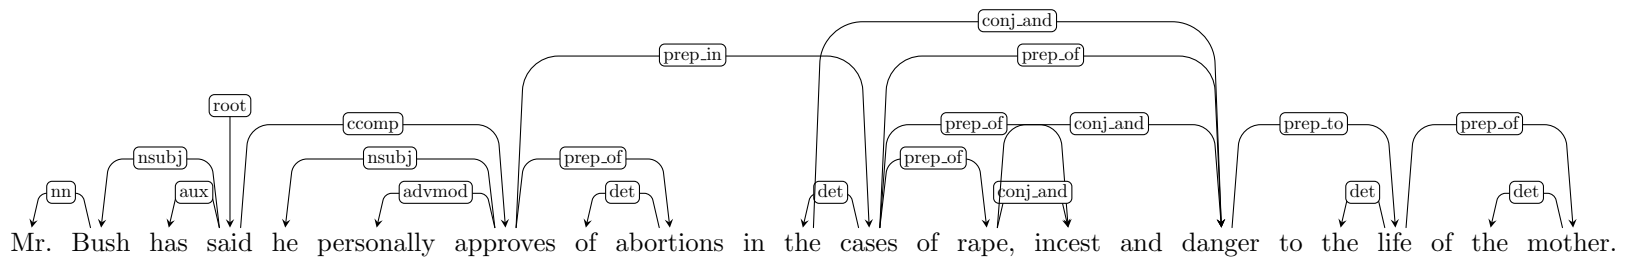 conj_and
prep_in prep_of
root
ccomp prep_of conj_and prep_to prep_of
nsubj nsubj prep_of prep_of
nn aux advmod det det conj_and det det
Mr. Bush has said he personally approves of abortions in the cases of rape, incest and danger to the life of the mother.